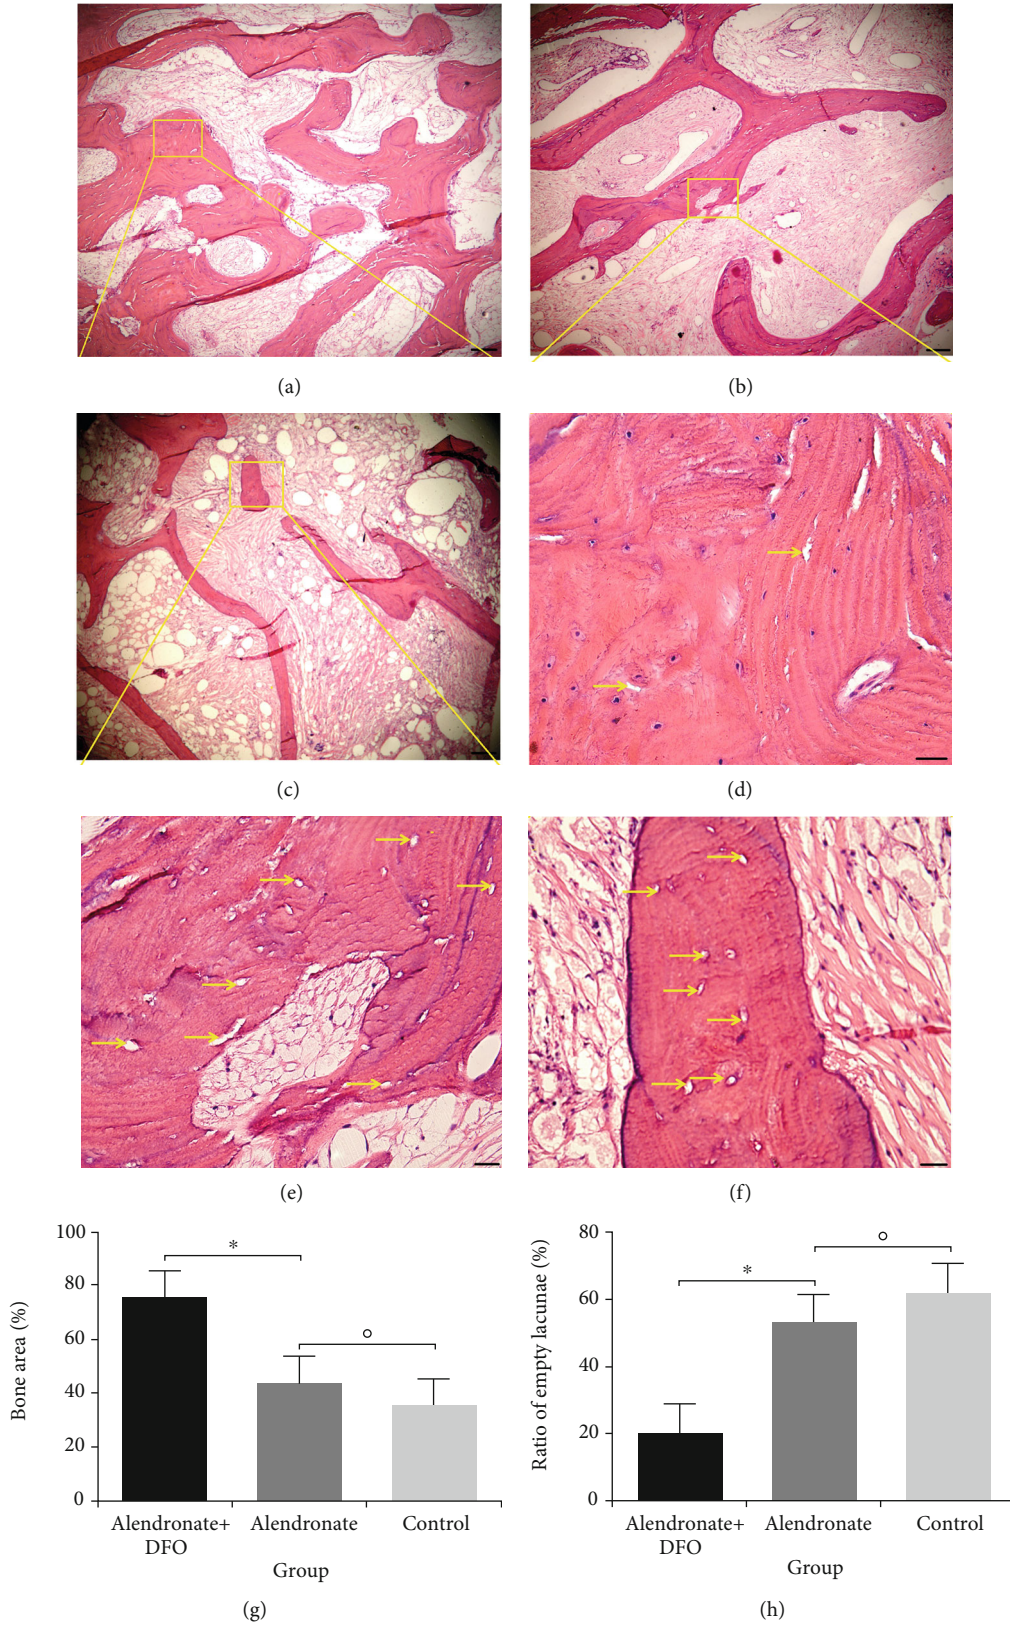 (a)
(b)
(c)
(d)
(e)
(f)
Bone area (%)
100
80
60
40
20
0
*
°
Alendronate+
DFO
Alendronate
Control
Group
(g)
Ratio of empty lacunae (%)
80
60
40
20
0
*
°
Alendronate+
DFO
Alendronate
Control
Group
(h)